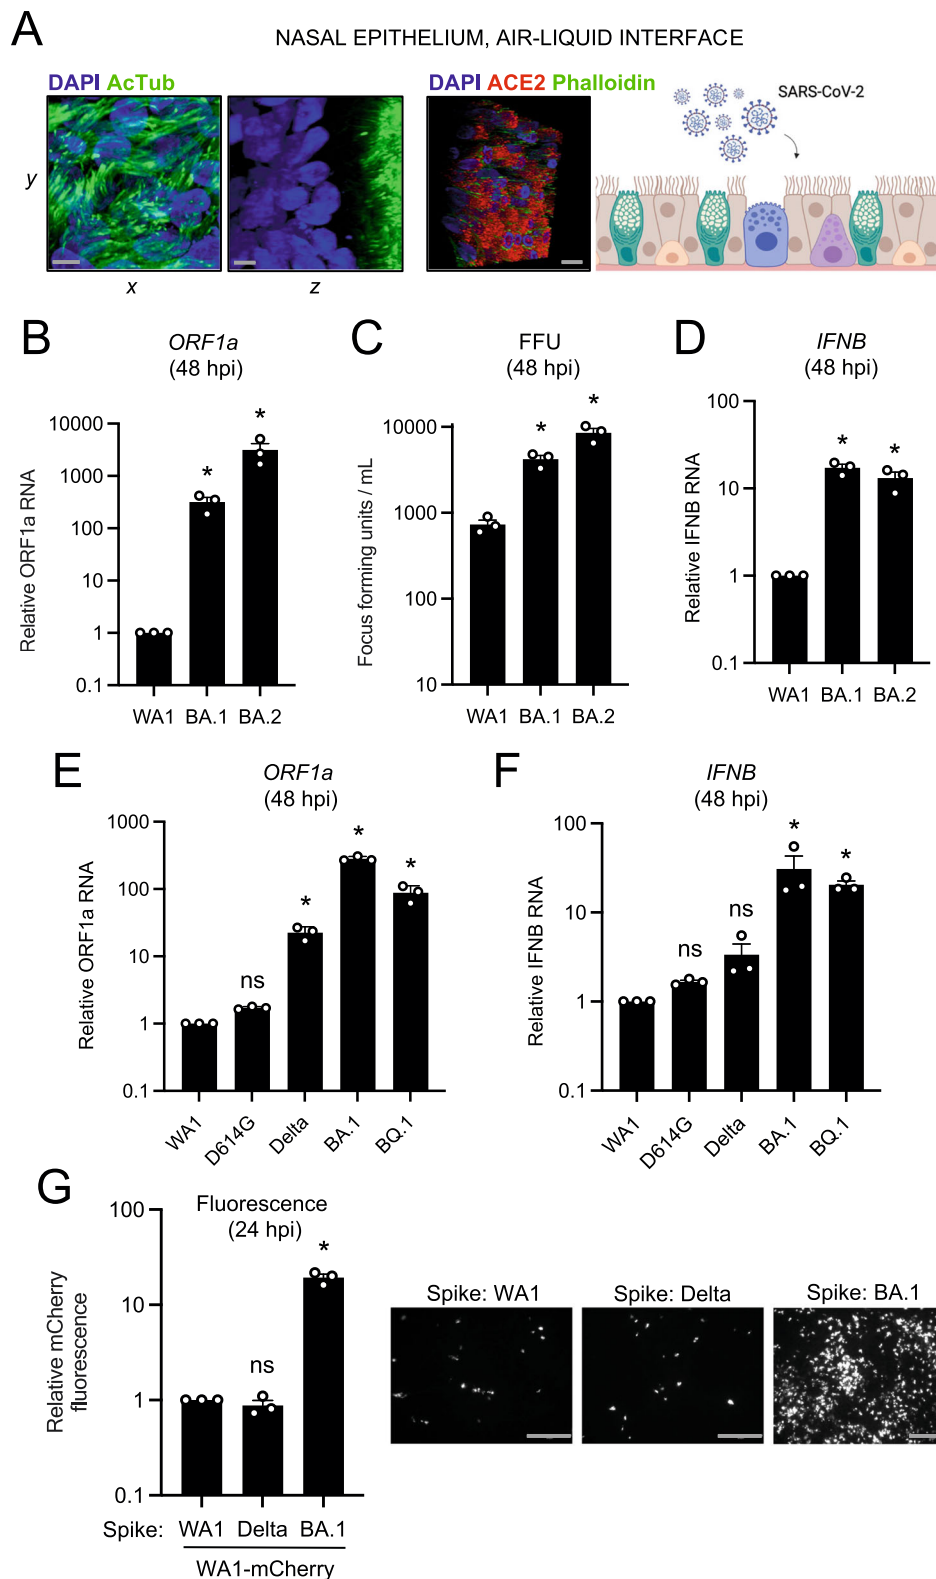 A
NASAL EPITHELIUM, AIR-LIQUID INTERFACE
DAPI AcTub
DAPI ACE2 Phalloidin
SARS-CoV-2
y
x
z
B
ORF1a
(48 hpi)
Relative ORF1a RNA
10000
*
1000
*
100
10
1
0.1
WA1 BA.1 BA.2
C
FFU
(48 hpi)
Focus forming units / mL
10000
*
*
1000
100
10
WA1 BA.1 BA.2
D
IFNB
(48 hpi)
Relative IFNB RNA
100
* *
10
1
0.1
WA1 BA.1 BA.2
E
ORF1a
(48 hpi)
Relative ORF1a RNA
1000
*
*
100
*
10
ns
1
0.1
WA1 D614G Delta BA.1 BQ.1
F
IFNB
(48 hpi)
Relative IFNB RNA
100
*
*
ns
10
ns
1
0.1
WA1 D614G Delta BA.1 BQ.1
G
Fluorescence
(24 hpi)
Relative mCherry
fluorescence
100
*
10
ns
1
0.1
Spike: WA1 Delta BA.1
WA1-mCherry
Spike: WA1
Spike: Delta
Spike: BA.1